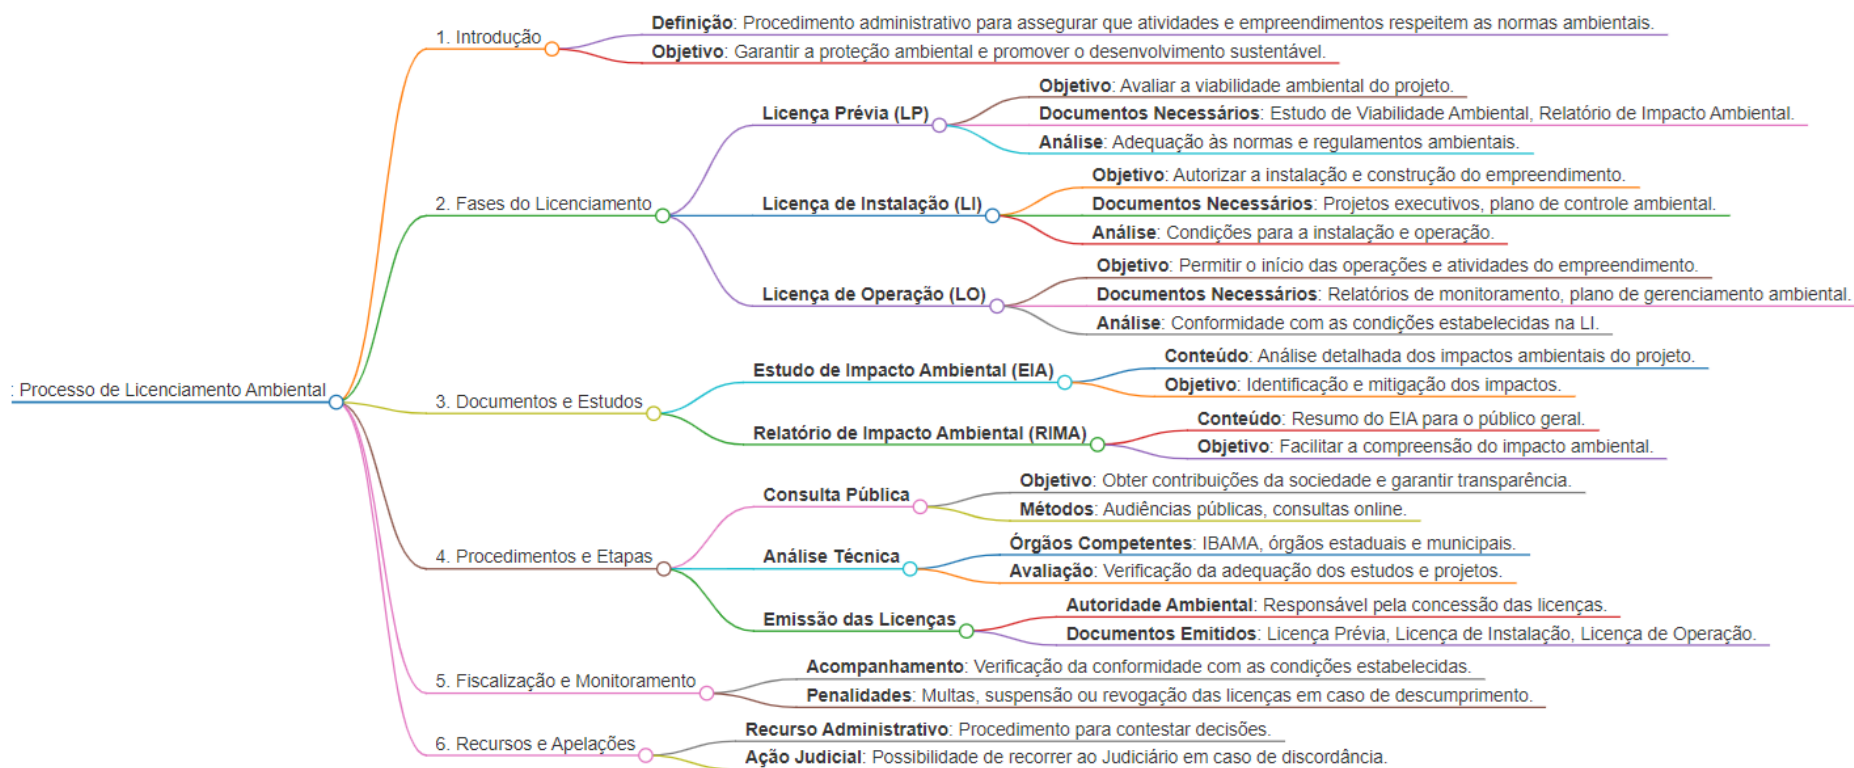 : Processo de Licenciamento Ambiental
1. Introdução
Definição: Procedimento administrativo para assegurar que atividades e empreendimentos respeitem as normas ambientais.
Objetivo: Garantir a proteção ambiental e promover o desenvolvimento sustentável.
2. Fases do Licenciamento
Licença Prévia (LP)
Objetivo: Avaliar a viabilidade ambiental do projeto.
Documentos Necessários: Estudo de Viabilidade Ambiental, Relatório de Impacto Ambiental.
Análise: Adequação às normas e regulamentos ambientais.
Licença de Instalação (LI)
Objetivo: Autorizar a instalação e construção do empreendimento.
Documentos Necessários: Projetos executivos, plano de controle ambiental.
Análise: Condições para a instalação e operação.
Licença de Operação (LO)
Objetivo: Permitir o início das operações e atividades do empreendimento.
Documentos Necessários: Relatórios de monitoramento, plano de gerenciamento ambiental.
Análise: Conformidade com as condições estabelecidas na LI.
3. Documentos e Estudos
Estudo de Impacto Ambiental (EIA)
Conteúdo: Análise detalhada dos impactos ambientais do projeto.
Objetivo: Identificação e mitigação dos impactos.
Relatório de Impacto Ambiental (RIMA)
Conteúdo: Resumo do EIA para o público geral.
Objetivo: Facilitar a compreensão do impacto ambiental.
4. Procedimentos e Etapas
Consulta Pública
Objetivo: Obter contribuições da sociedade e garantir transparência.
Métodos: Audiências públicas, consultas online.
Análise Técnica
Órgãos Competentes: IBAMA, órgãos estaduais e municipais.
Avaliação: Verificação da adequação dos estudos e projetos.
Emissão das Licenças
Autoridade Ambiental: Responsável pela concessão das licenças.
Documentos Emitidos: Licença Prévia, Licença de Instalação, Licença de Operação.
5. Fiscalização e Monitoramento
Acompanhamento: Verificação da conformidade com as condições estabelecidas.
Penalidades: Multas, suspensão ou revogação das licenças em caso de descumprimento.
6. Recursos e Apelações
Recurso Administrativo: Procedimento para contestar decisões.
Ação Judicial: Possibilidade de recorrer ao Judiciário em caso de discordância.